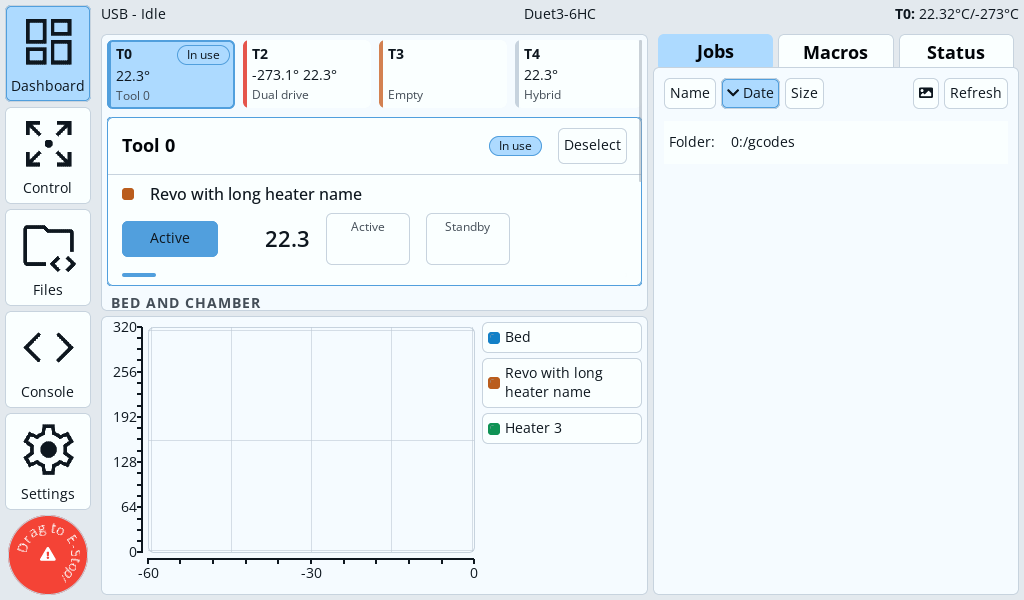 USB - Idle
Duet3-6HC
T0: 22.32°C/-273°C
Dashboard
Control
Files
Console
Settings
Drag to E-Stop!
T0
In use
22.3°
Tool 0
T2
-273.1° 22.3°
Dual drive
T3
Empty
T4
22.3°
Hybrid
Tool 0
In use
Deselect
Revo with long heater name
Active
22.3
Active
Standby
BED AND CHAMBER
320
256
192
128
64
0
-60
-30
0
Bed
Revo with long
heater name
Heater 3
Jobs
Macros
Status
Name
Date
Size
Refresh
Folder:
0:/gcodes